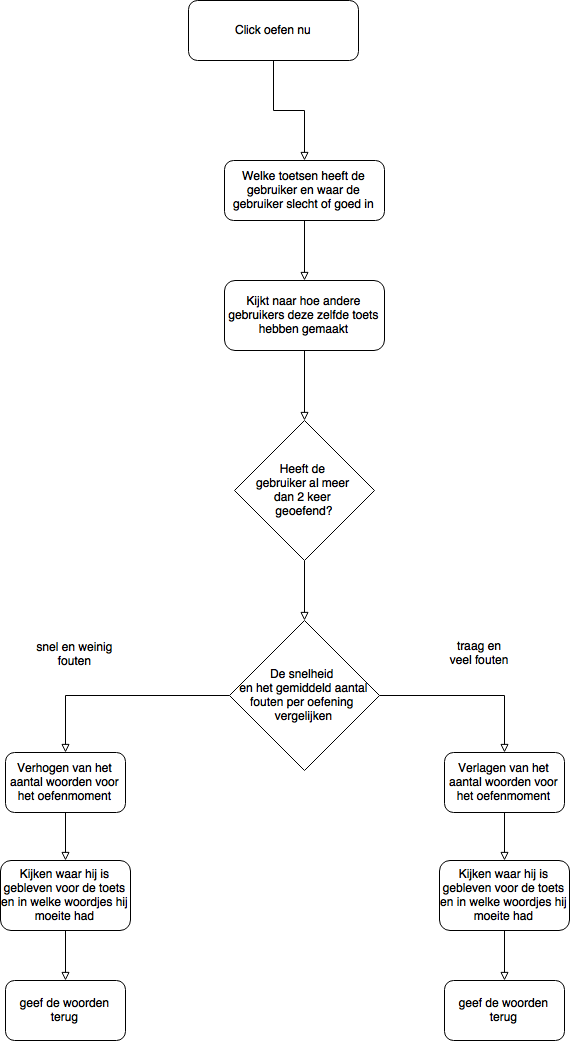 Click oefen nu
Welke toetsen heeft de
gebruiker en waar de
gebruiker slecht of goed in
Kijkt naar hoe andere
gebruikers deze zelfde toets
hebben gemaakt
Heeft de
gebruiker al meer
dan 2 keer
geoefend?
De snelheid
en het gemiddeld aantal
fouten per oefening
vergelijken
snel en weinig
fouten
traag en
veel fouten
Verhogen van het
aantal woorden voor
het oefenmoment
Verlagen van het
aantal woorden voor
het oefenmoment
Kijken waar hij is
gebleven voor de toets
en in welke woordjes hij
moeite had
Kijken waar hij is
gebleven voor de toets
en in welke woordjes hij
moeite had
geef de woorden
terug
geef de woorden
terug